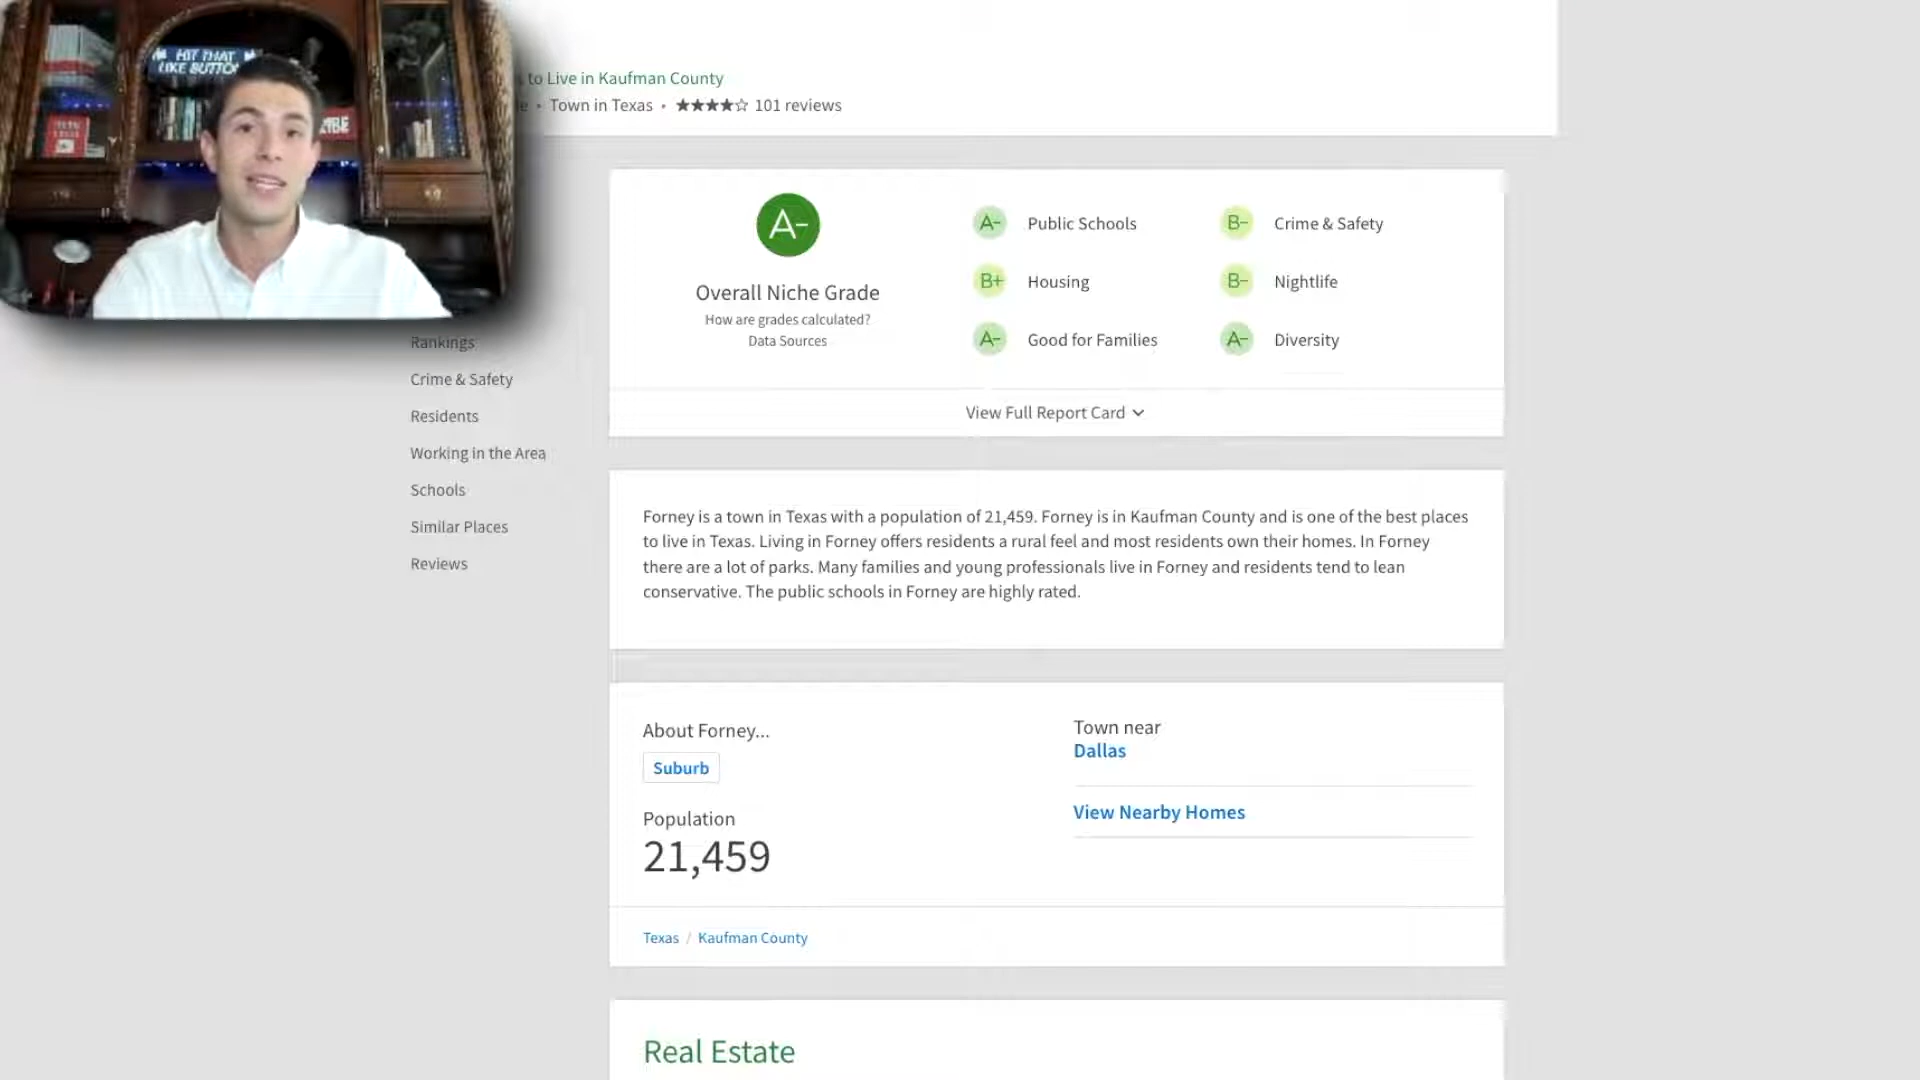 HIT THAT
LIKE BUTTON
to Live in Kaufman County
Town in Texas • ★★★★☆ 101 reviews
Rankings
Crime & Safety
Residents
Working in the Area
Schools
Similar Places
Reviews
A-
Overall Niche Grade
How are grades calculated?
Data Sources
A- Public Schools
B- Crime & Safety
B+ Housing
B- Nightlife
A- Good for Families
A- Diversity
View Full Report Card
Forney is a town in Texas with a population of 21,459. Forney is in Kaufman County and is one of the best places
to live in Texas. Living in Forney offers residents a rural feel and most residents own their homes. In Forney
there are a lot of parks. Many families and young professionals live in Forney and residents tend to lean
conservative. The public schools in Forney are highly rated.
About Forney...
Suburb
Population
21,459
Town near
Dallas
View Nearby Homes
Texas / Kaufman County
Real Estate